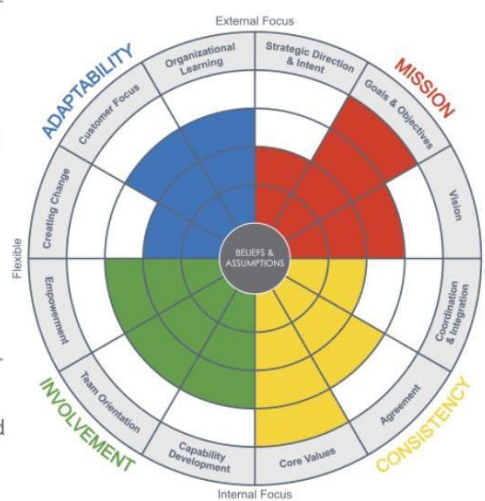 External Focus
ADAPTABILITY
MISSION
Organizational
Learning
Strategic Direction
& Intent
Customer Focus
Goals & Objectives
Creating Change
Vision
Flexible
BELIEFS &
ASSUMPTIONS
Empowerment
Coordination
& Integration
Team Orientation
Agreement
Capability
Development
Core Values
INVOLVEMENT
CONSISTENCY
Internal Focus